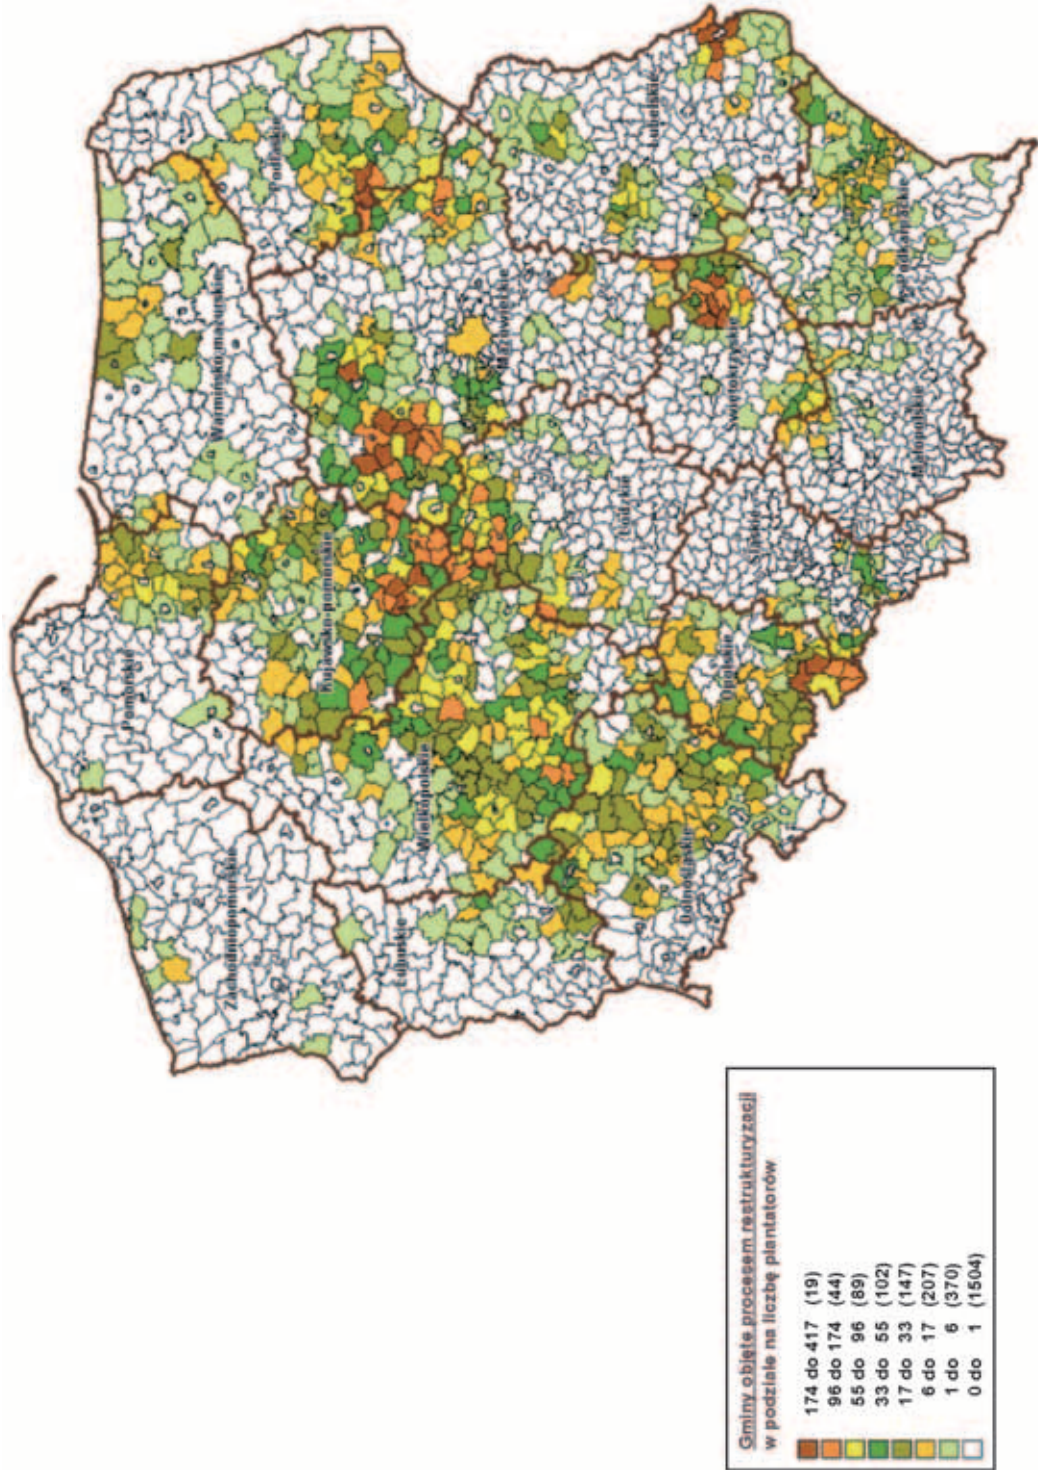 Zachodniopomorskie
Pomorskie
Warmińsko-mazurskie
Podlaskie
Lubuskie
Wielkopolskie
Kujawsko-pomorskie
Mazowieckie
Łódzkie
Lubelskie
Dolnośląskie
Opolskie
Śląskie
Świętokrzyskie
Małopolskie
Podkarpackie
Gminy objęte procesem restrukturyzacji
w podziale na liczbę plantatorów
174 do 417 (19)
96 do 174 (44)
55 do 96 (89)
33 do 55 (102)
17 do 33 (147)
6 do 17 (207)
1 do 6 (370)
0 do 1 (1504)